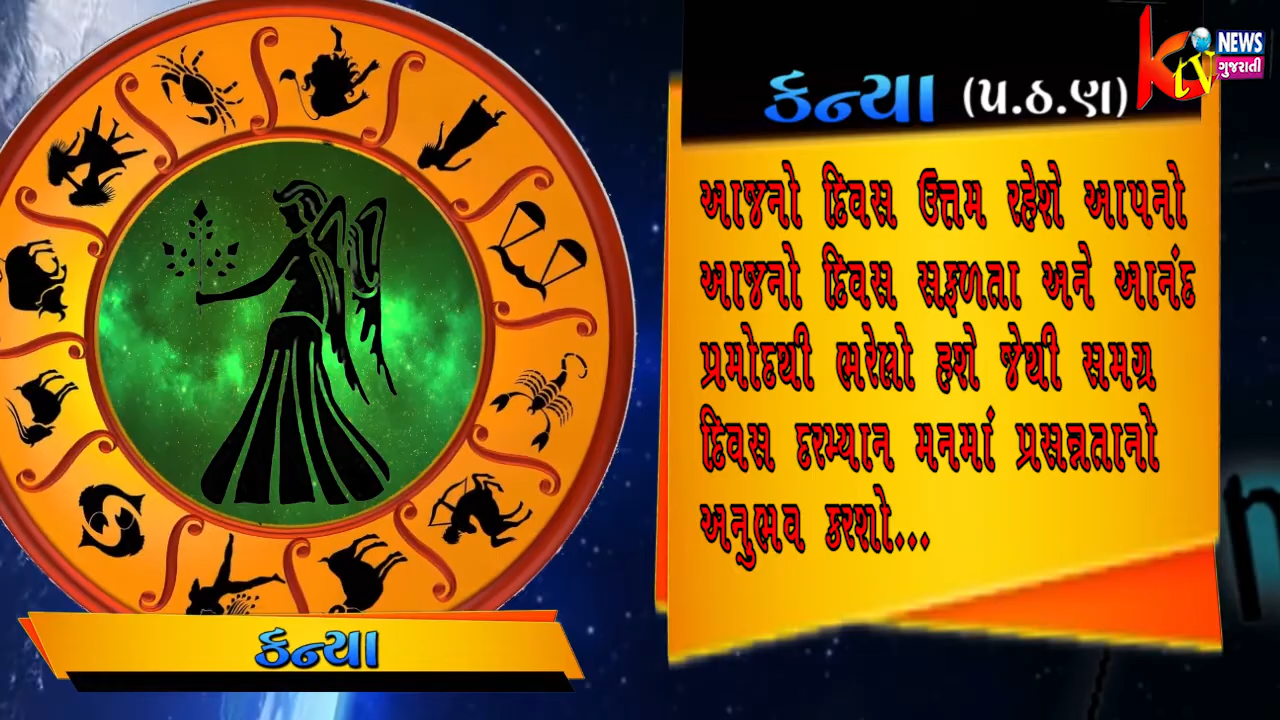 કન્યા (પ.ઠ.ણ)
KTV NEWS
ગુજરાતી
આજનો દિવસ ઉત્તમ રહેશે આપનો
આજનો દિવસ સફળતા અને આનંદ
પ્રમોદથી ભરેલો હશે જેથી સમગ્ર
દિવસ દરમ્યાન મનમાં પ્રસન્નતાનો
અનુભવ કરશો...
કન્યા